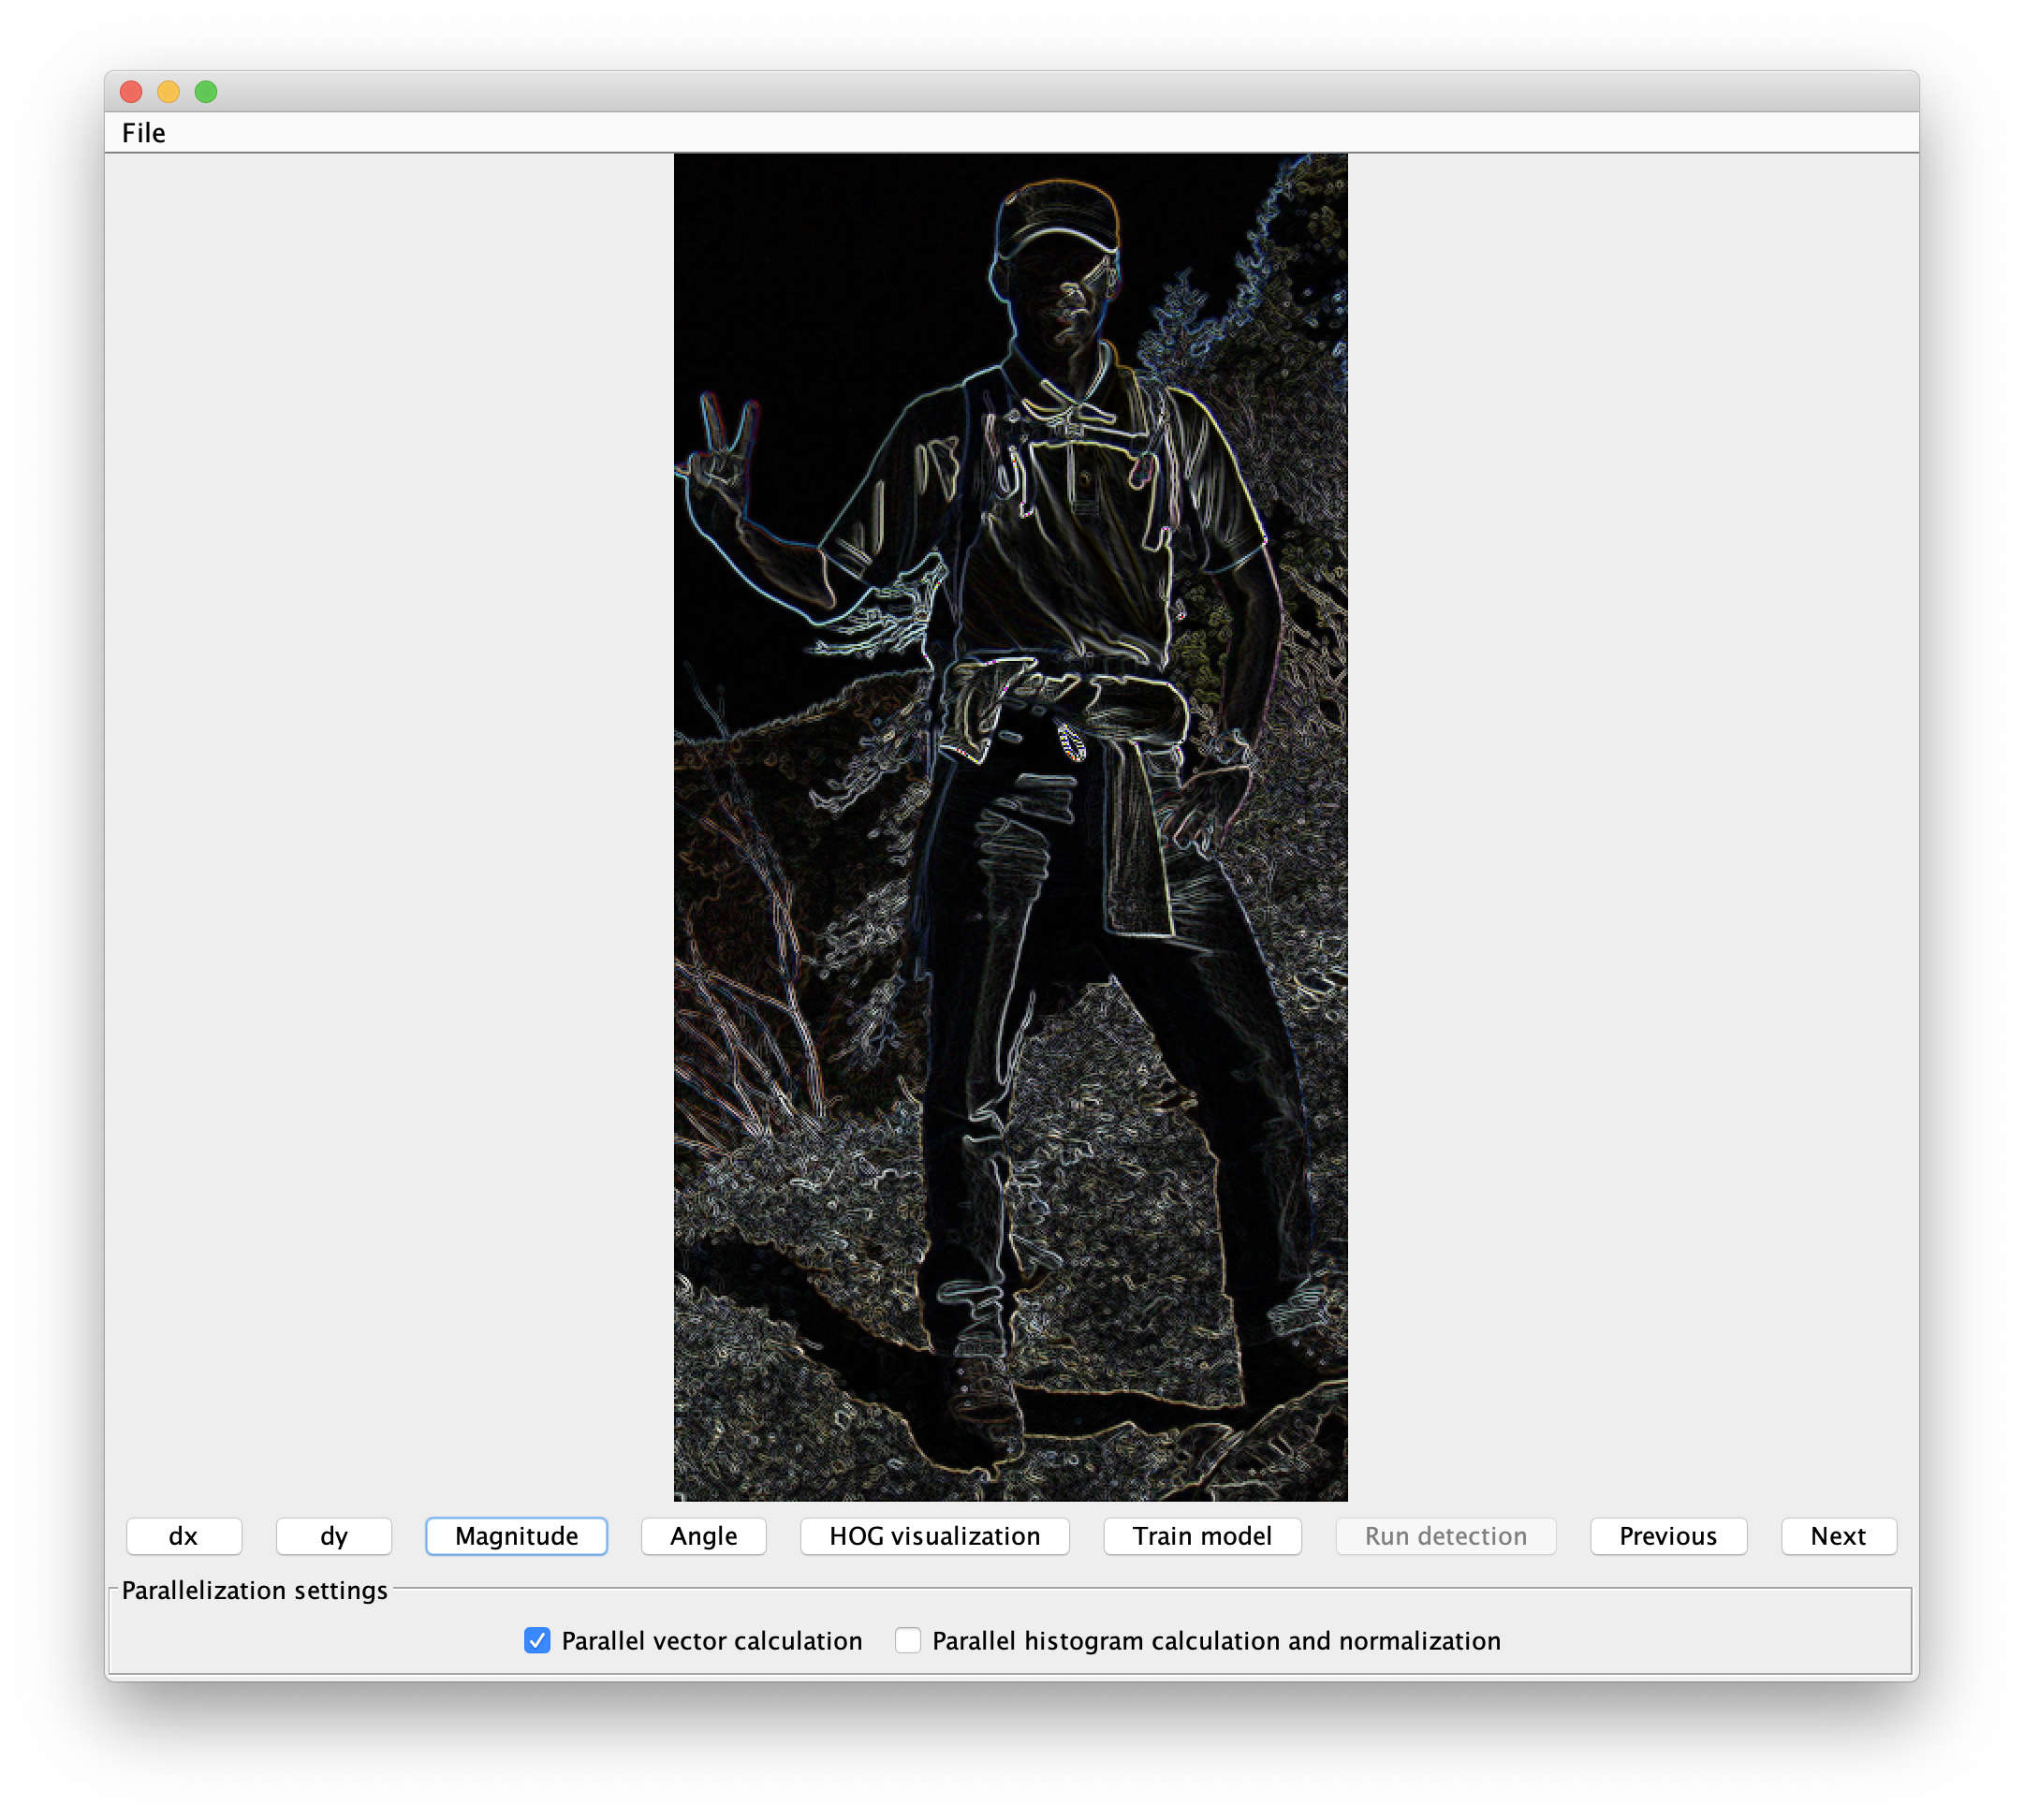 File
dx dy Magnitude Angle HOG visualization Train model Run detection Previous Next
Parallelization settings
Parallel vector calculation Parallel histogram calculation and normalization